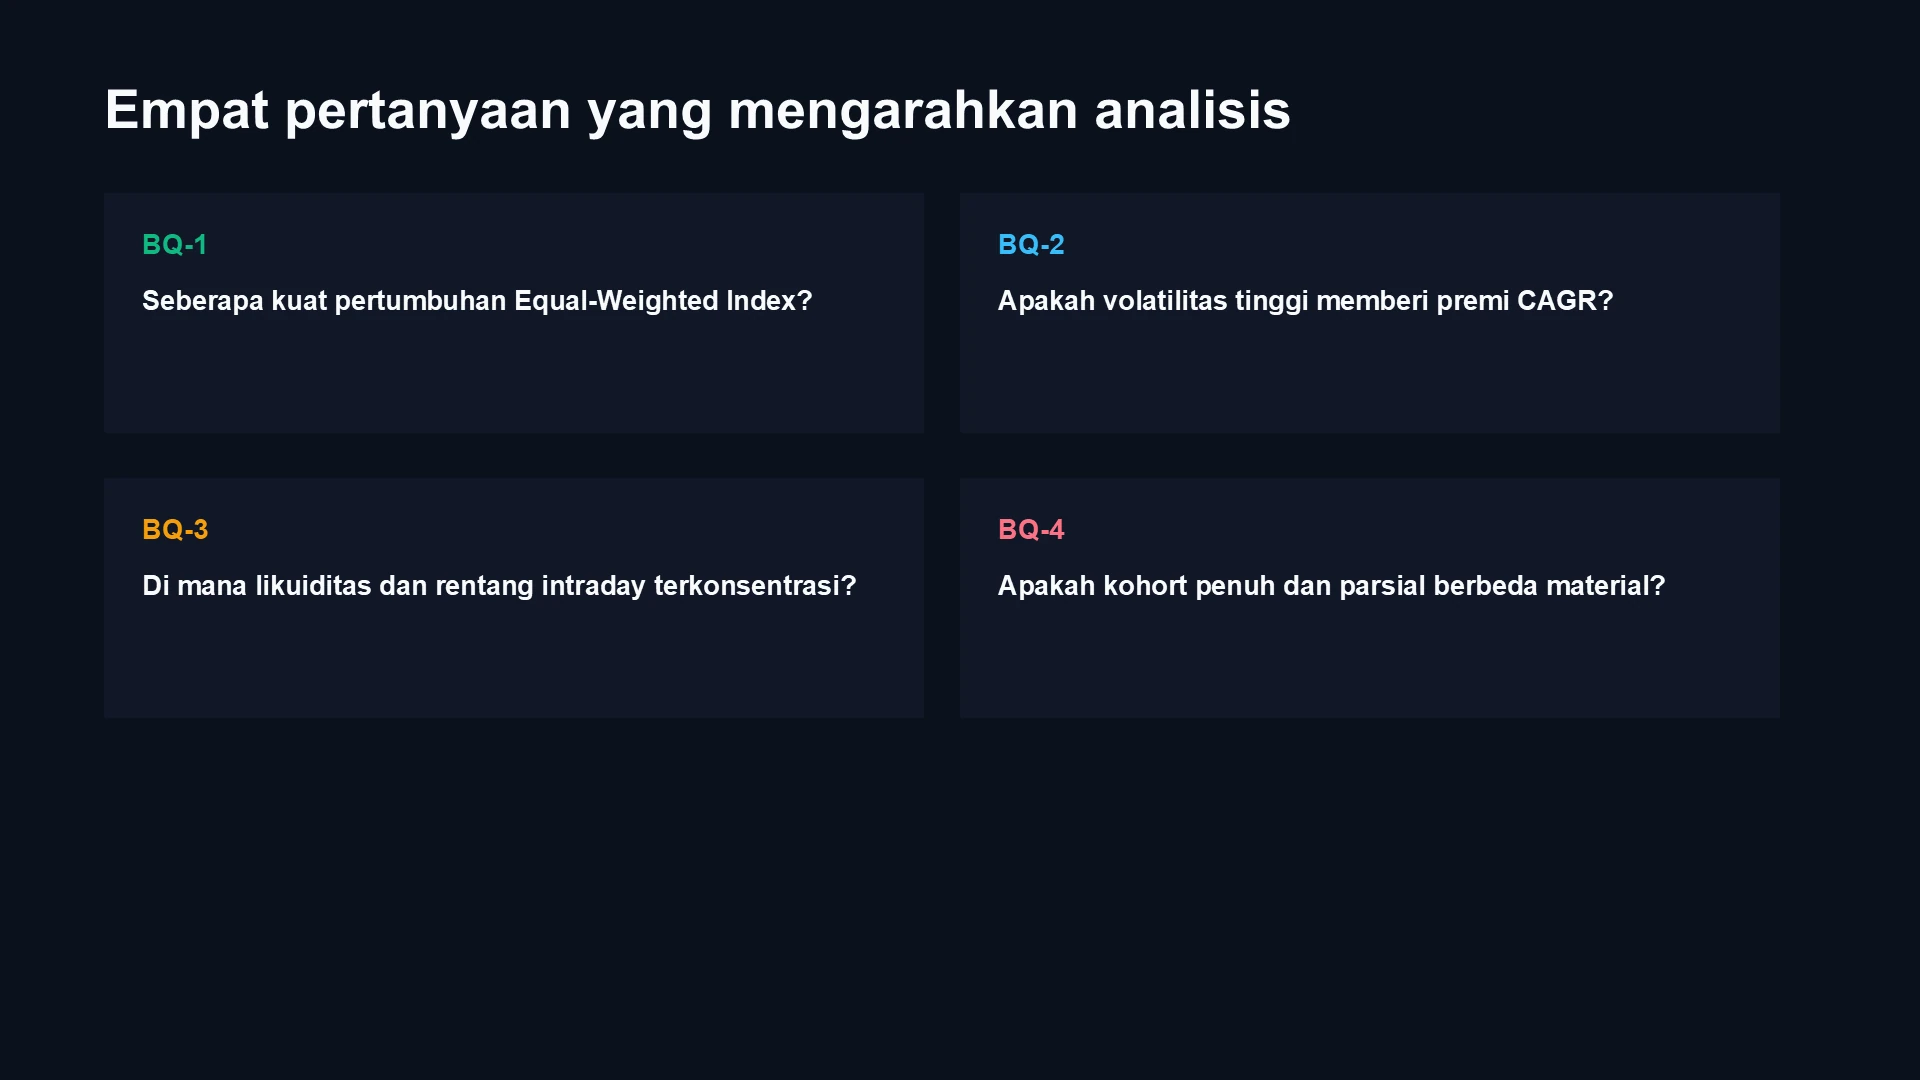 Empat pertanyaan yang mengarahkan analisis
BQ-1
Seberapa kuat pertumbuhan Equal-Weighted Index?
BQ-2
Apakah volatilitas tinggi memberi premi CAGR?
BQ-3
Di mana likuiditas dan rentang intraday terkonsentrasi?
BQ-4
Apakah kohort penuh dan parsial berbeda material?